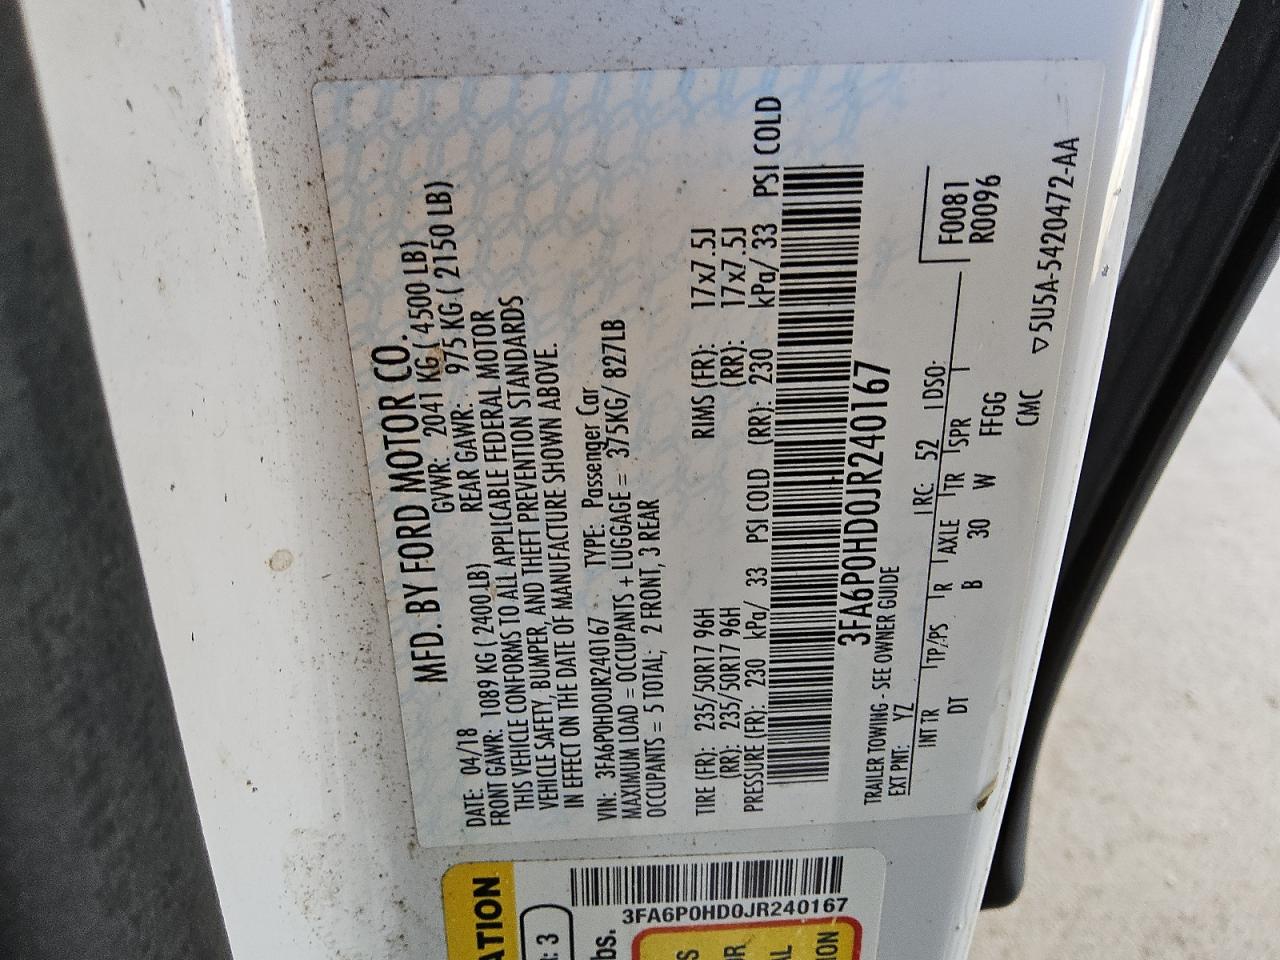 MFD. BY FORD MOTOR CO.
DATE: 04/18 GVWR: 2041 KG ( 4500 LB)
FRONT GAWR: 1089 KG ( 2400 LB) REAR GAWR: 975 KG ( 2150 LB)
THIS VEHICLE CONFORMS TO ALL APPLICABLE FEDERAL MOTOR
VEHICLE SAFETY, BUMPER, AND THEFT PREVENTION STANDARDS
IN EFFECT ON THE DATE OF MANUFACTURE SHOWN ABOVE.
VIN: 3FA6P0HD0JR240167 TYPE: Passenger Car
MAXIMUM LOAD = OCCUPANTS + LUGGAGE = 375KG/ 827LB
OCCUPANTS = 5 TOTAL; 2 FRONT, 3 REAR
TIRE (FR): 235/50R17 96H RIMS (FR): 17x7.5J
(RR): 235/50R17 96H (RR): 17x7.5J
PRESSURE (FR): 230 kPa/ 33 PSI COLD (RR): 230 kPa/ 33 PSI COLD
3FA6P0HD0JR240167
TRAILER TOWING - SEE OWNER GUIDE
EXT PNT: YZ RC: 52 DSO: F0081
INT TR TP/PS R AXLE TR SPR R0096
DT B 30 W FFGG
CMC ▽5U5A-5420472-AA
ATION
: 3
bs.
3FA6P0HD0JR240167
S
OR
AL
ION